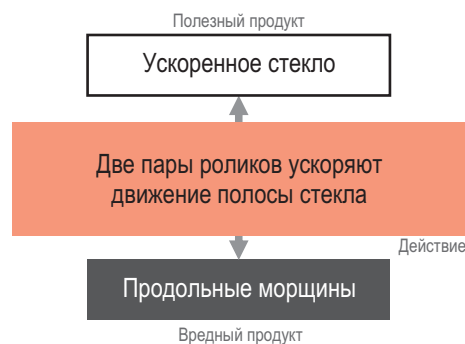 Полезный продукт
Ускоренное стекло
Две пары роликов ускоряют
движение полосы стекла
Действие
Продольные морщины
Вредный продукт